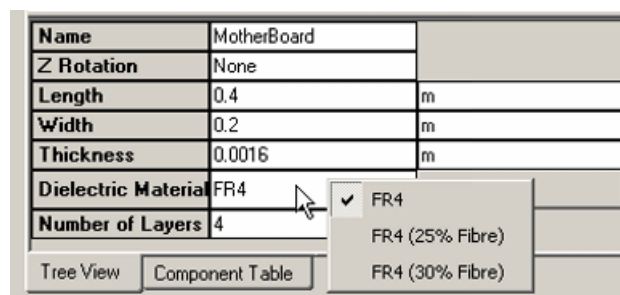 Name MotherBoard
Z Rotation None
Length 0.4 m
Width 0.2 m
Thickness 0.0016 m
Dielectric Material FR4
Number of Layers 4
FR4
FR4 (25% Fibre)
FR4 (30% Fibre)
Tree View Component Table